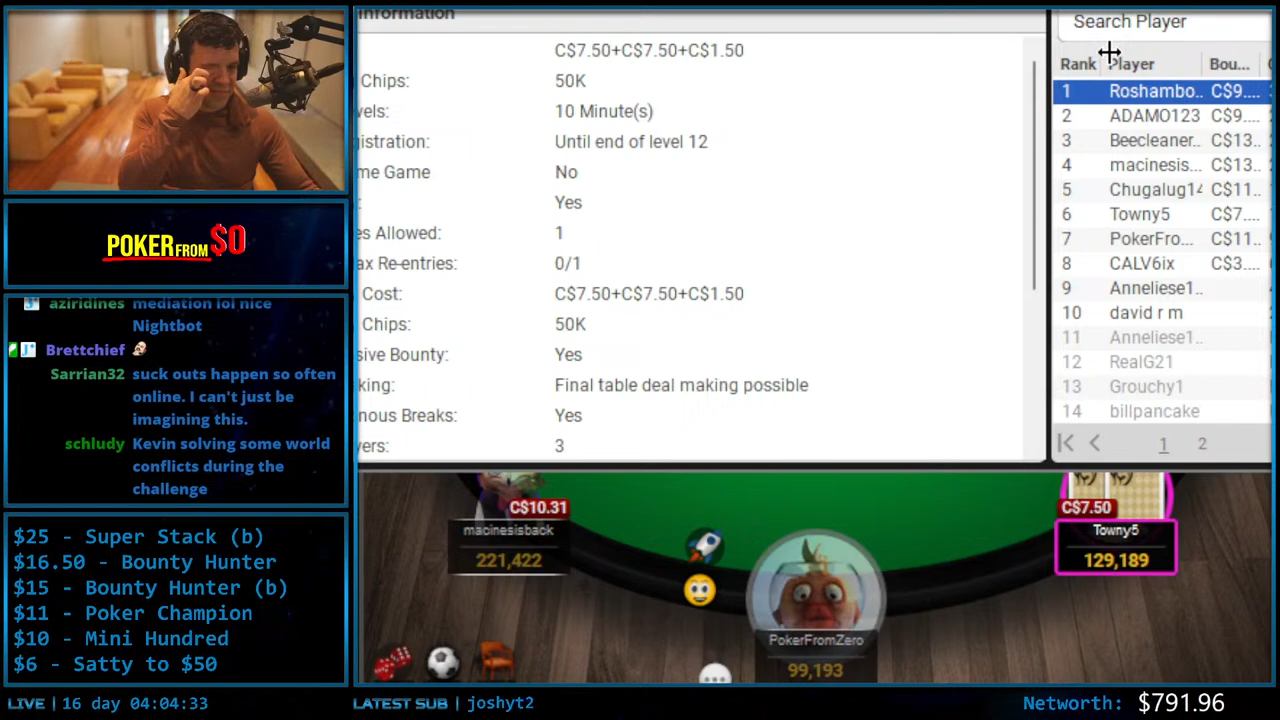 POKER FROM $0
aziridines mediation lol nice
Nightbot
Brettchief
Sarrian32 suck outs happen so often
online. I can't just be
imagining this.
schludy Kevin solving some world
conflicts during the
challenge
$25 - Super Stack (b)
$16.50 - Bounty Hunter
$15 - Bounty Hunter (b)
$11 - Poker Champion
$10 - Mini Hundred
$6 - Satty to $50
Information
C$7.50+C$7.50+C$1.50
Chips: 50K
vels: 10 Minute(s)
gistration: Until end of level 12
me Game No
: Yes
es Allowed: 1
ax Re-entries: 0/1
Cost: C$7.50+C$7.50+C$1.50
Chips: 50K
sive Bounty: Yes
king: Final table deal making possible
nous Breaks: Yes
yers: 3
Search Player
Rank Player Bou...
1 Roshambo.. C$9....
2 ADAMO123 C$9....
3 Beecleaner.. C$13..
4 macinesis... C$13..
5 Chugalug14 C$11..
6 Towny5 C$7....
7 PokerFro... C$11..
8 CALV6ix C$3....
9 Anneliese1..
10 david r m
11 Anneliese1..
12 RealG21
13 Grouchy1
14 billpancake
1 2
C$10.31
macinesisback
221,422
C$7.50
Towny5
129,189
PokerFromZero
99,193
LIVE | 16 day 04:04:33
LATEST SUB | joshyt2
Networth: $791.96